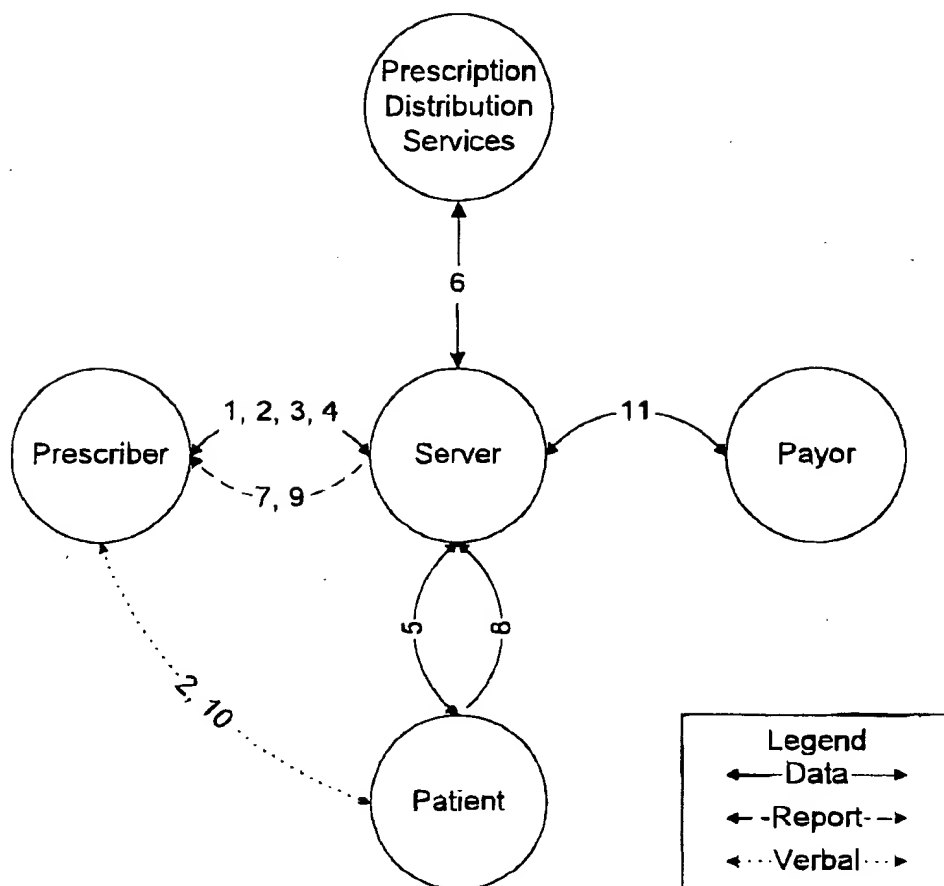 Prescription
Distribution
Services
6
1, 2, 3, 4
11
Prescriber
Server
Payor
7, 9
5
8
2, 10
Patient
Legend
Data
Report
Verbal